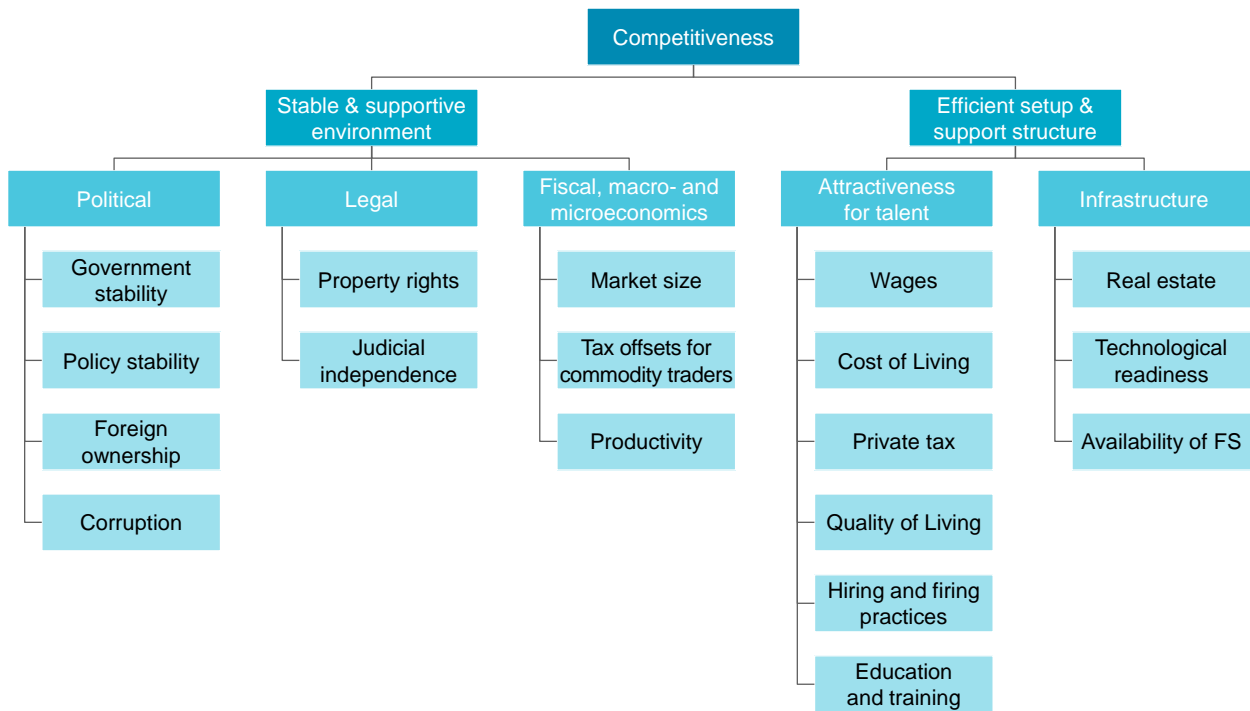 Competitiveness
Stable & supportive
environment
Efficient setup &
support structure
Political
Legal
Fiscal, macro- and
microeconomics
Attractiveness
for talent
Infrastructure
Government
stability
Policy stability
Foreign
ownership
Corruption
Property rights
Judicial
independence
Market size
Tax offsets for
commodity traders
Productivity
Wages
Cost of Living
Private tax
Quality of Living
Hiring and firing
practices
Education
and training
Real estate
Technological
readiness
Availability of FS